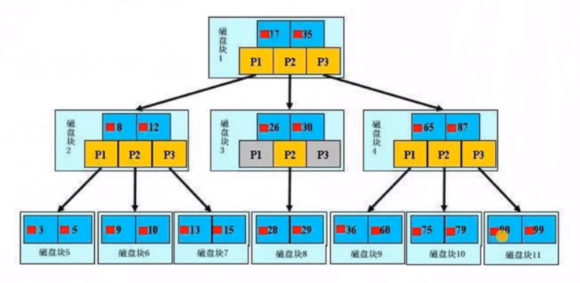 磁盘块1
17 35
P1 P2 P3
磁盘块2
8 12
P1 P2 P3
磁盘块3
26 30
P1 P2 P3
磁盘块4
65 87
P1 P2 P3
3 5
磁盘块5
9 10
磁盘块6
13 15
磁盘块7
28 29
磁盘块8
36 60
磁盘块9
75 79
磁盘块10
90 99
磁盘块11